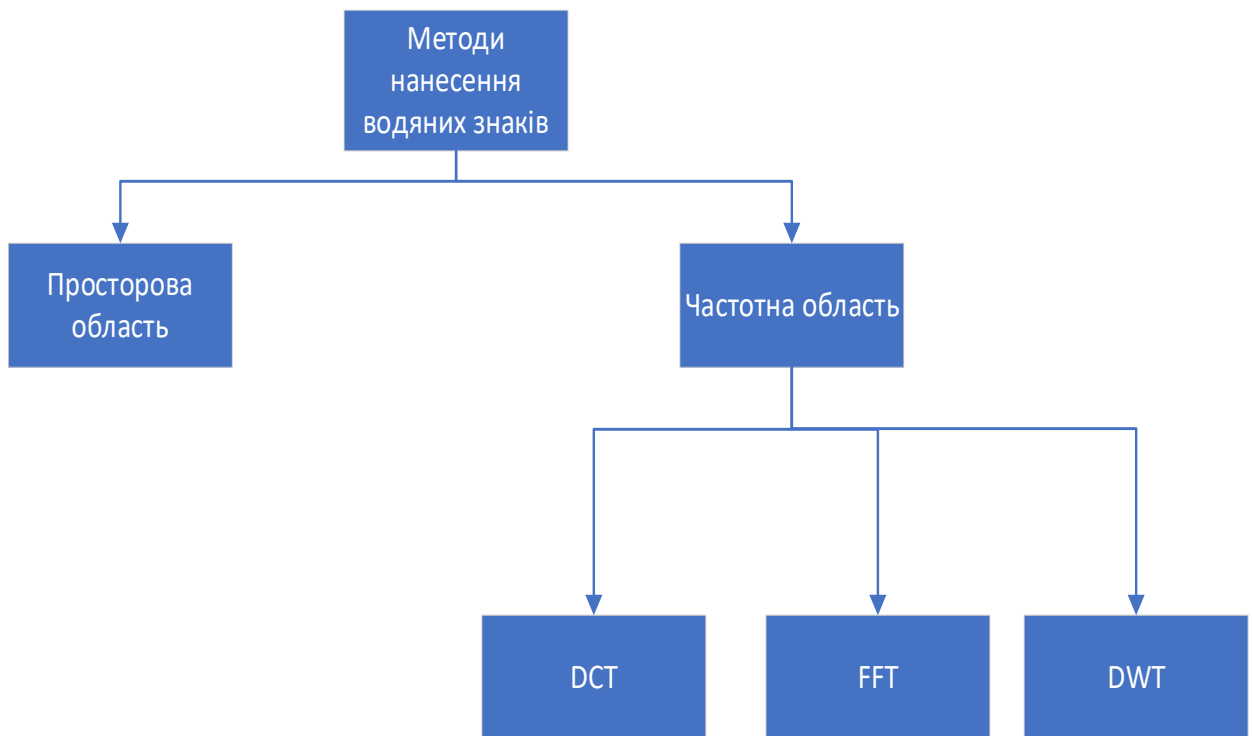 Методи
нанесення
водяних знаків
Просторова
область
Частотна область
DCT
FFT
DWT